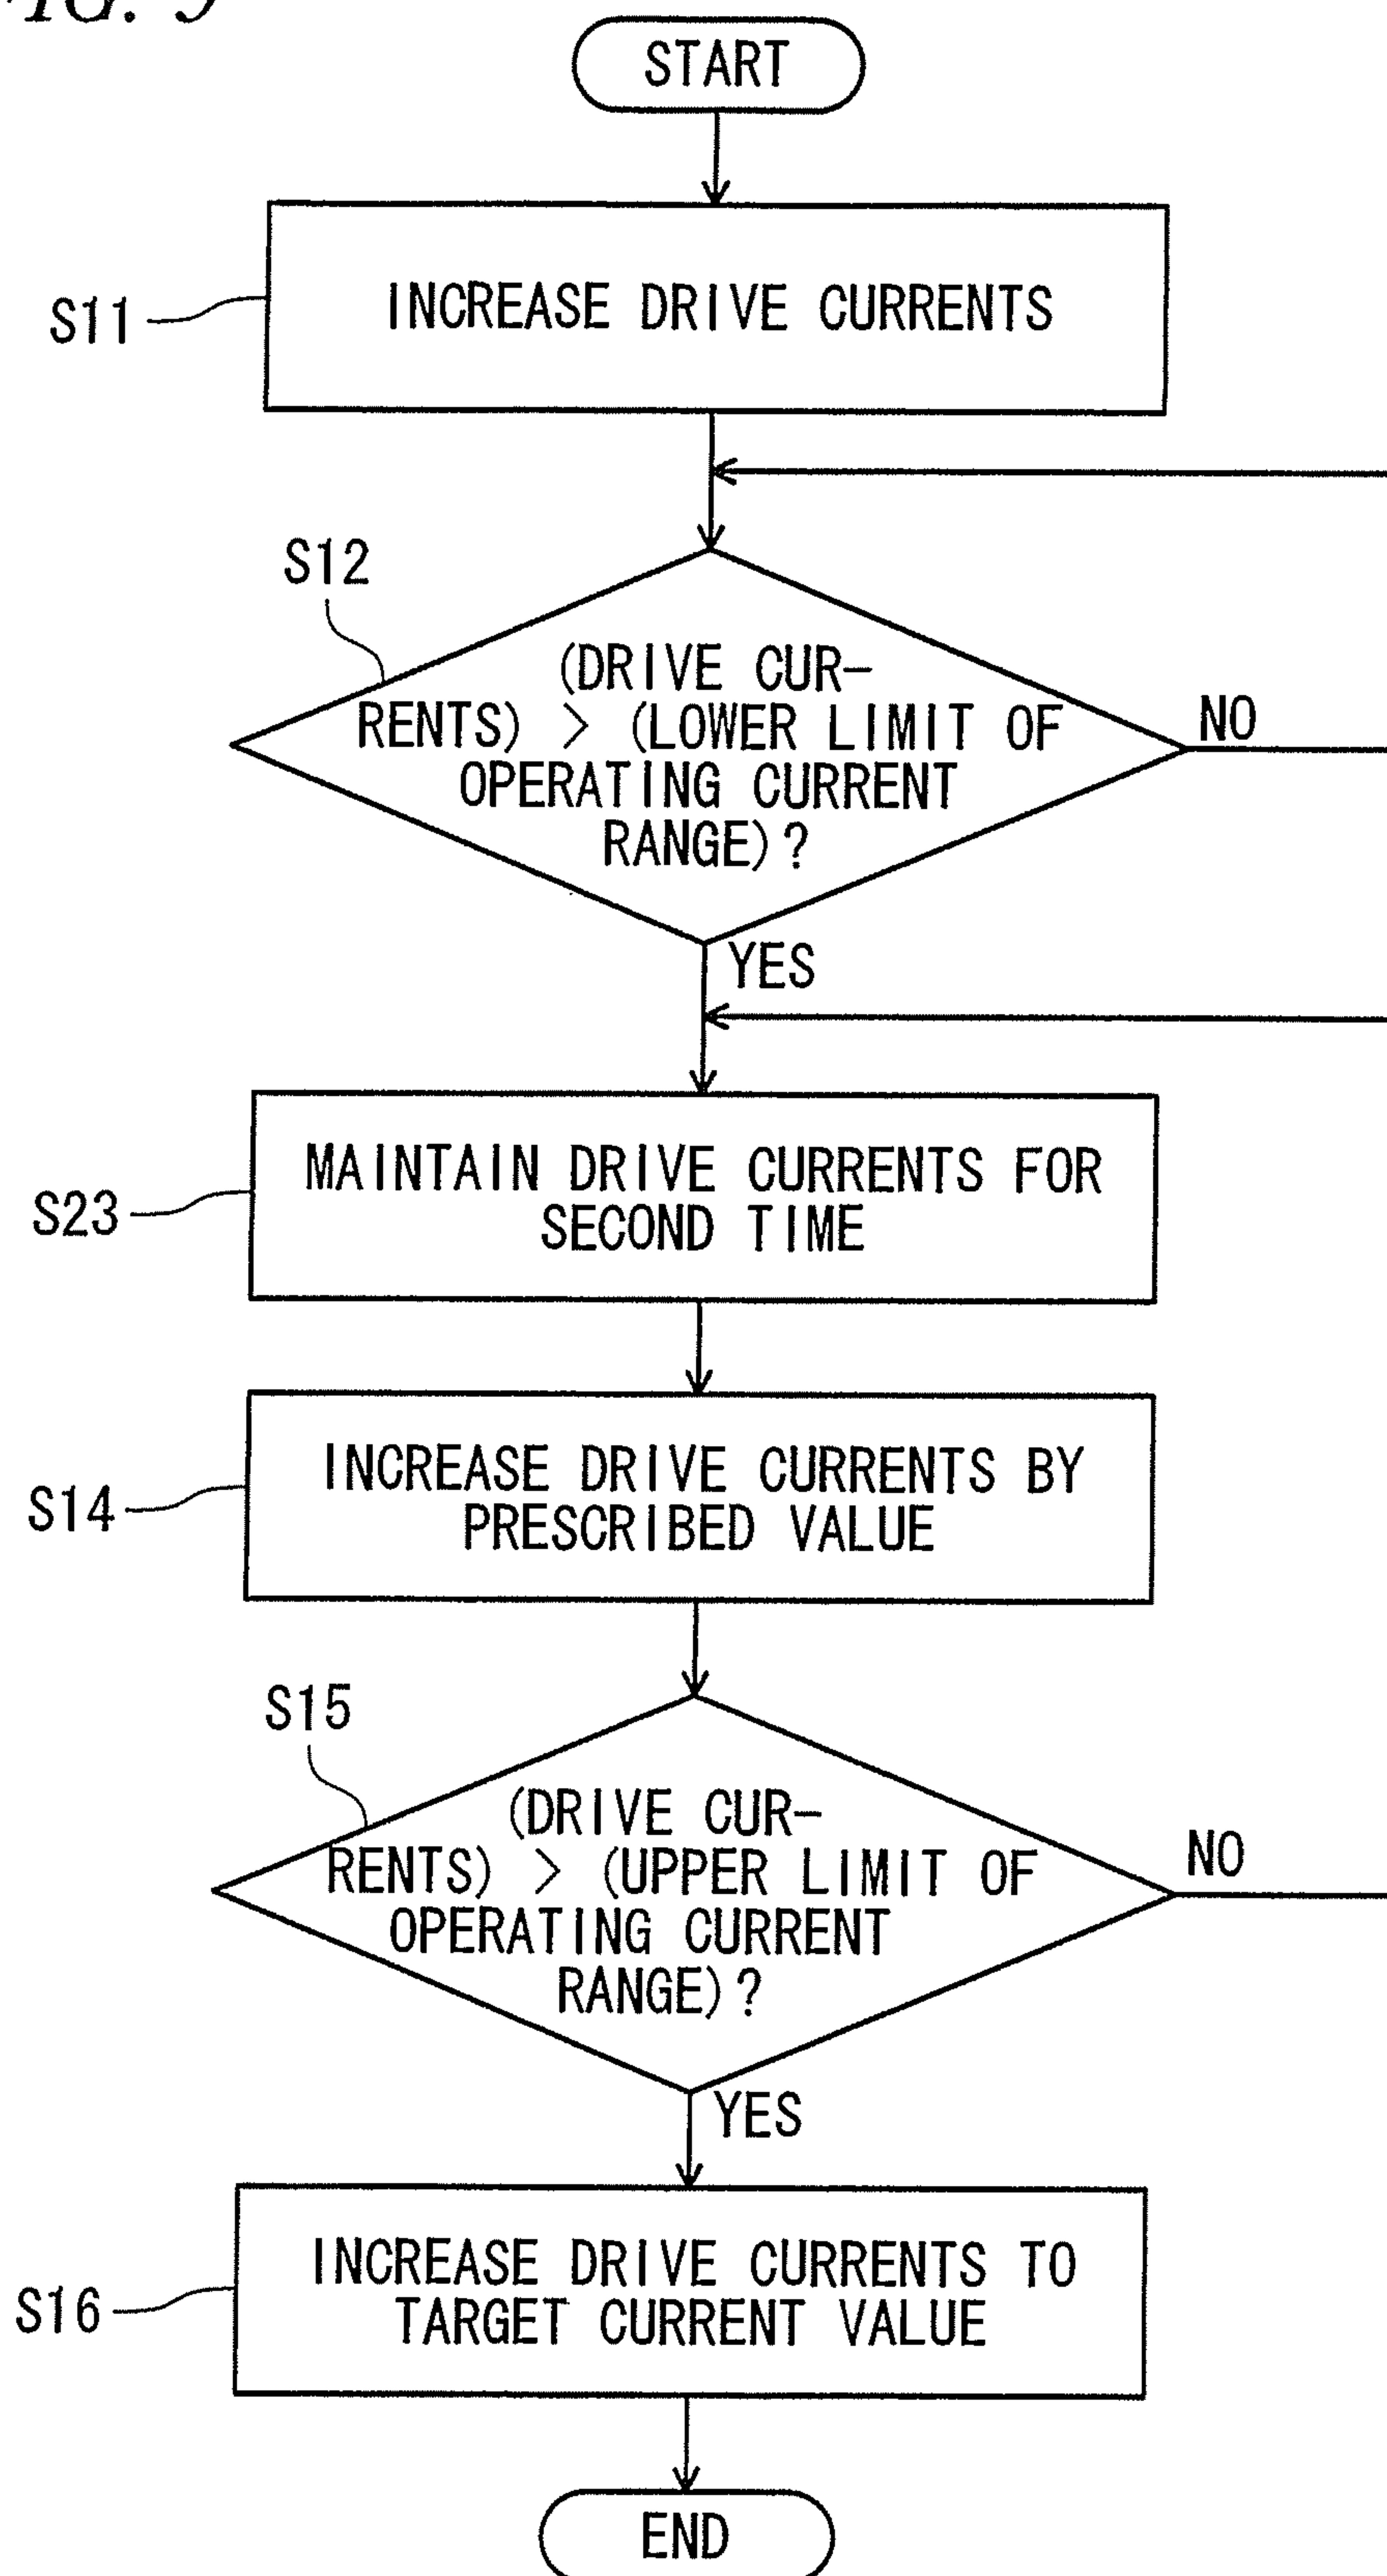 FIG. 9
START
S11
INCREASE DRIVE CURRENTS
S12
(DRIVE CUR-
RENTS) > (LOWER LIMIT OF
OPERATING CURRENT
RANGE)?
NO
YES
S23
MAINTAIN DRIVE CURRENTS FOR
SECOND TIME
S14
INCREASE DRIVE CURRENTS BY
PRESCRIBED VALUE
S15
(DRIVE CUR-
RENTS) > (UPPER LIMIT OF
OPERATING CURRENT
RANGE)?
NO
YES
S16
INCREASE DRIVE CURRENTS TO
TARGET CURRENT VALUE
END